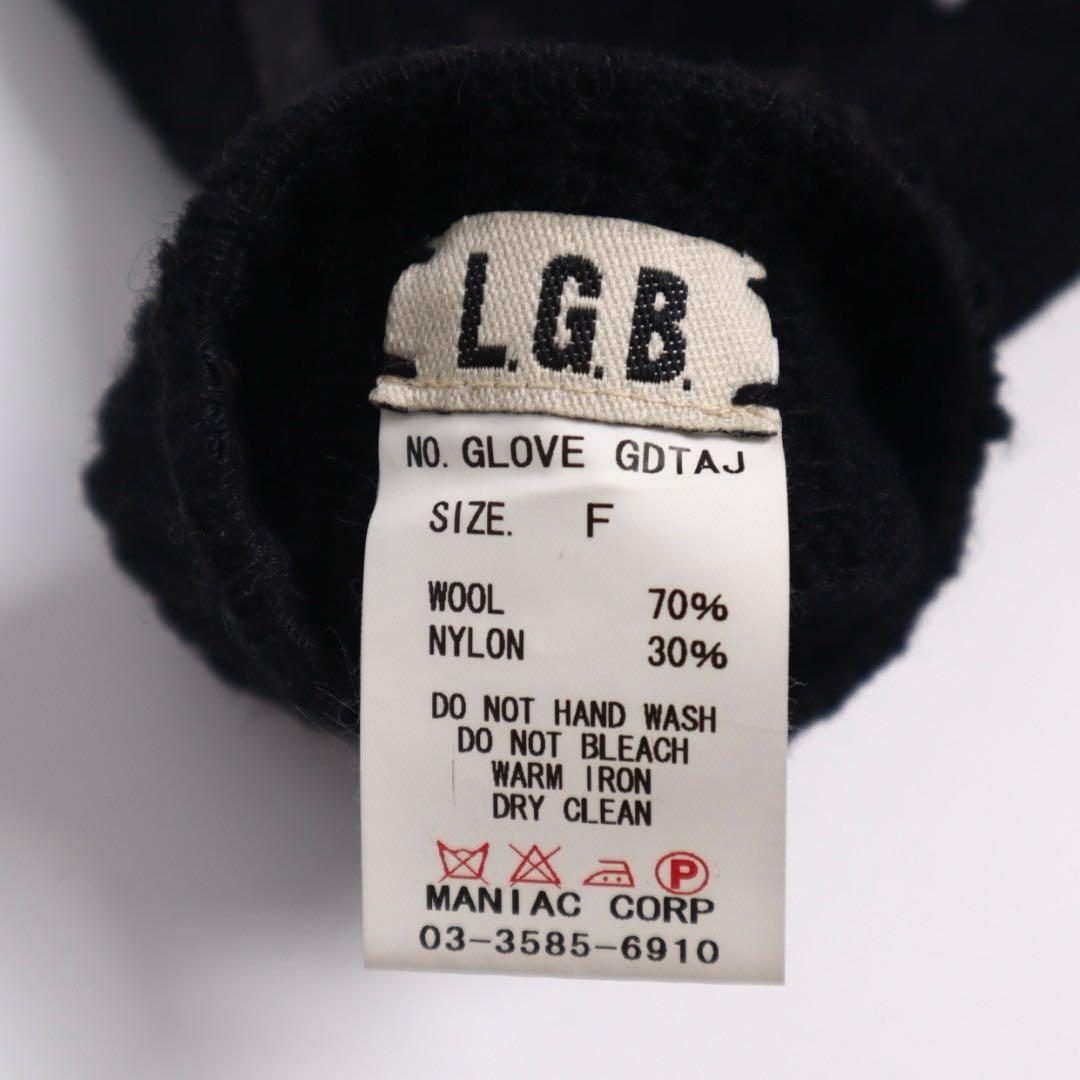 L.G.B.
NO. GLOVE GDTAJ
SIZE. F
WOOL 70%
NYLON 30%
DO NOT HAND WASH
DO NOT BLEACH
WARM IRON
DRY CLEAN
P
MANIAC CORP
03-3585-6910